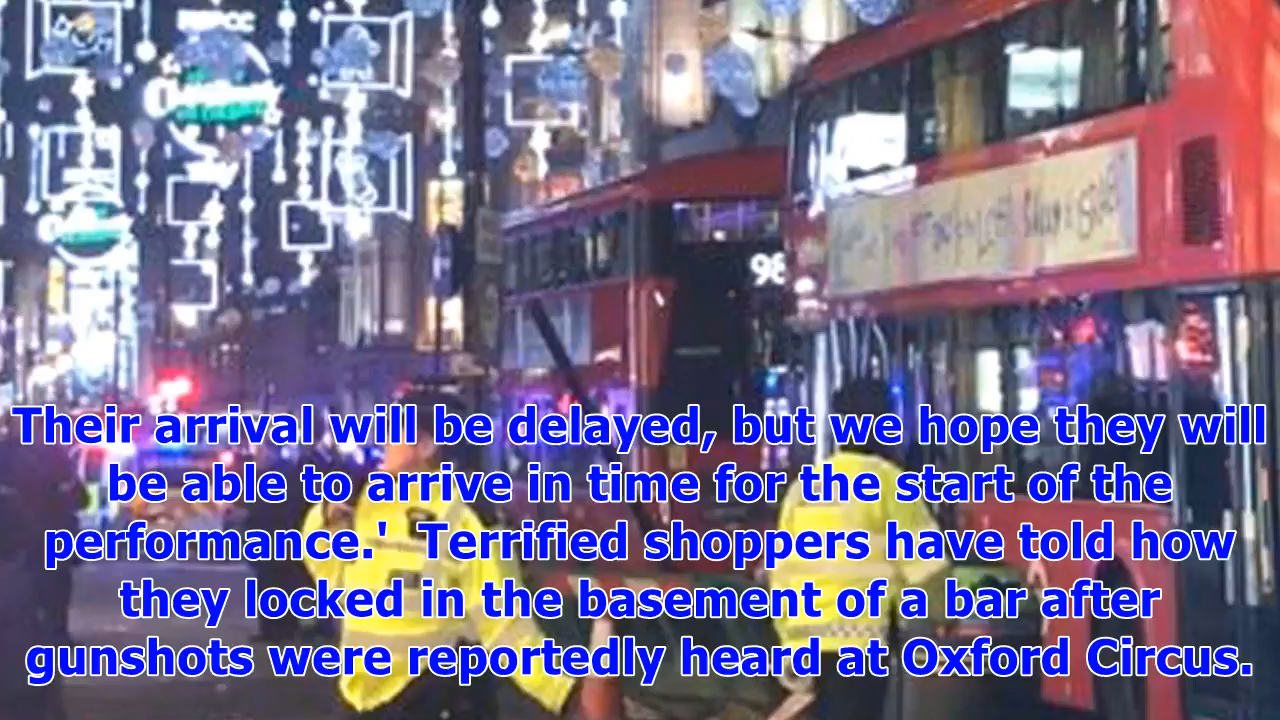 98
Their arrival will be delayed, but we hope they will
be able to arrive in time for the start of the
performance.' Terrified shoppers have told how
they locked in the basement of a bar after
gunshots were reportedly heard at Oxford Circus.